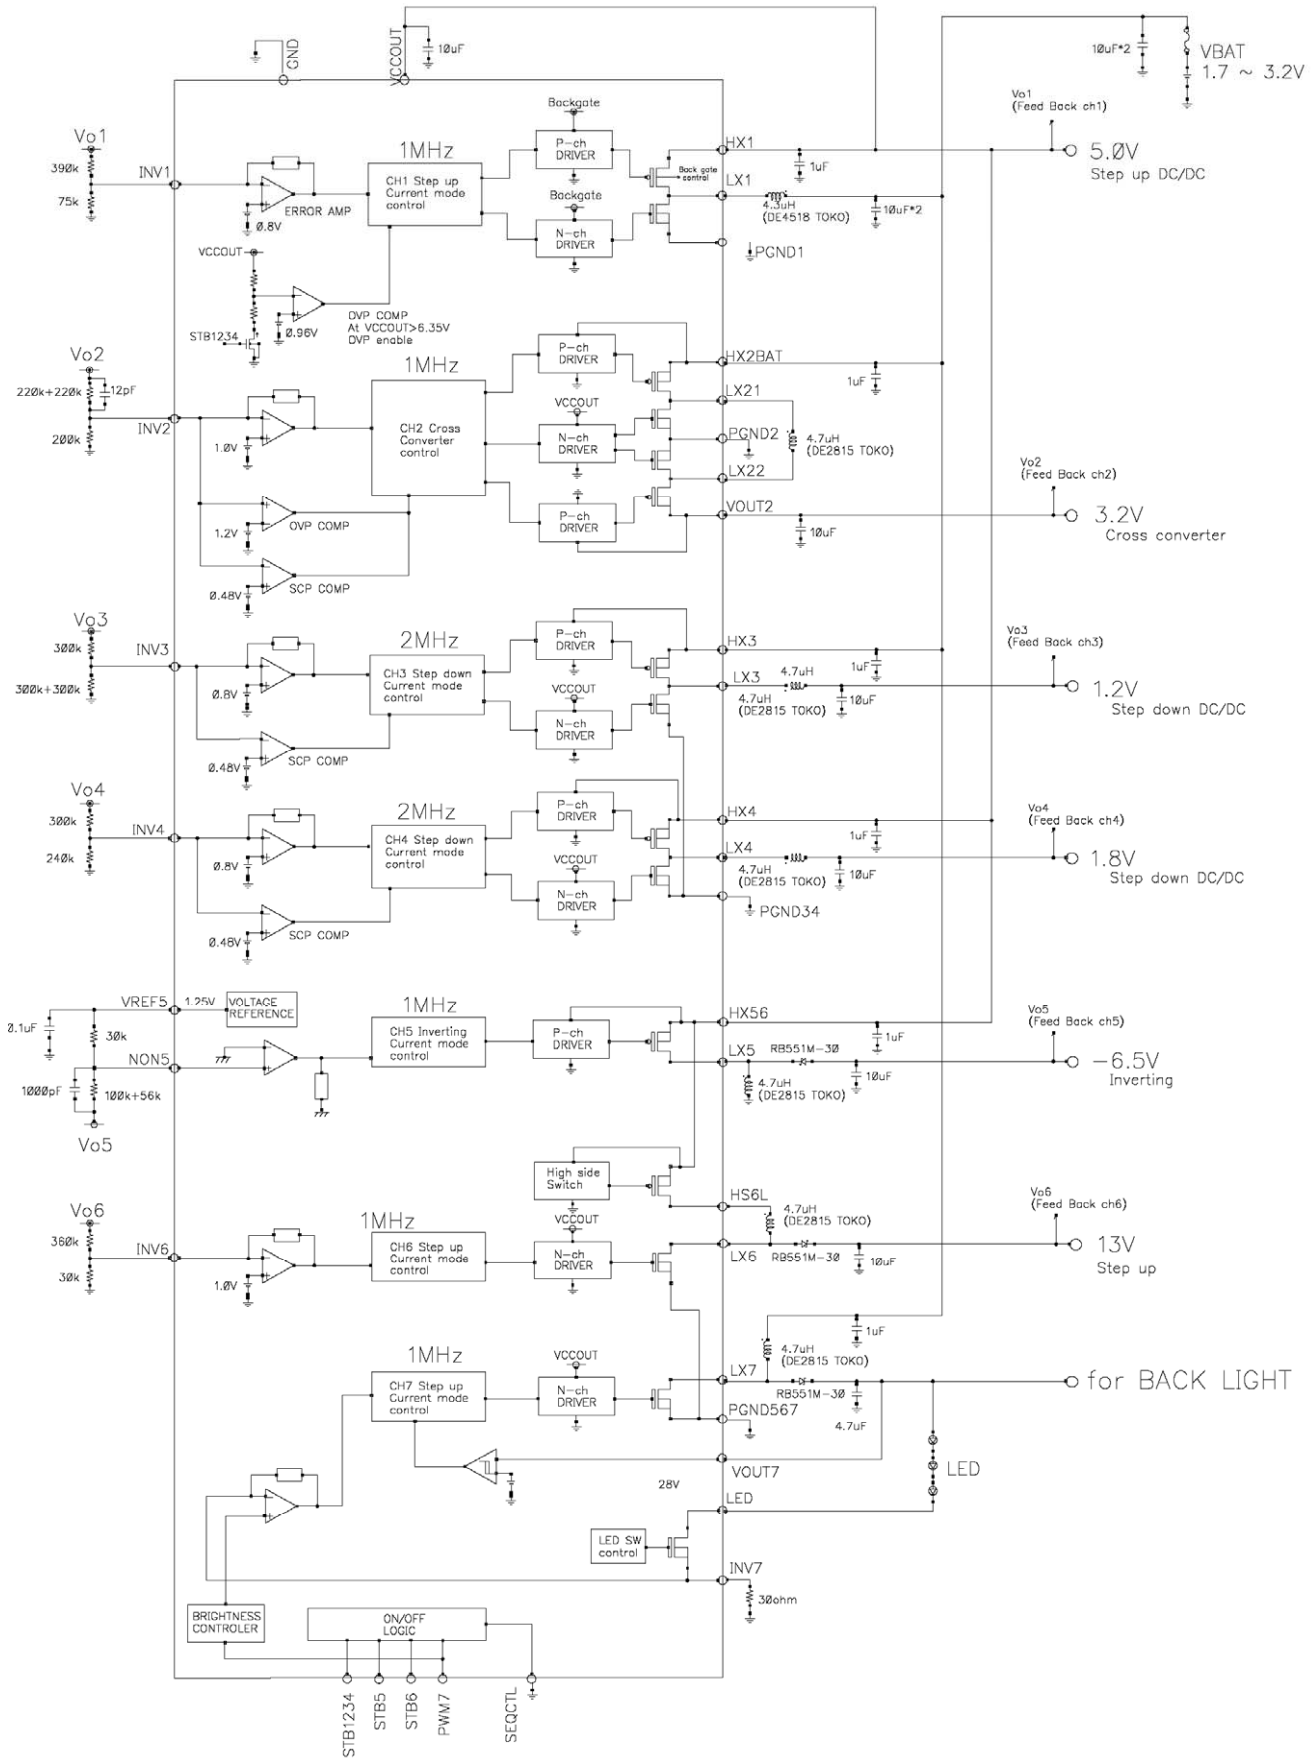 GND
VCCOUT
10uF
10uF*2
VBAT
1.7 ~ 3.2V
Vo1
(Feed Back ch1)
Vo1
390k
75k
INV1
ERROR AMP
0.8V
1MHz
CH1 Step up
Current mode
control
Backgate
P-ch
DRIVER
Backgate
N-ch
DRIVER
Back gate
control
HX1
1uF
LX1
4.3uH
(DE4518 TOKO)
10uF*2
PGND1
5.0V
Step up DC/DC
VCCOUT
STB1234
0.96V
OVP COMP
At VCCOUT>6.35V
OVP enable
Vo2
220k+220k
12pF
200k
INV2
1.0V
1.2V
OVP COMP
0.48V
SCP COMP
1MHz
CH2 Cross
Converter
control
P-ch
DRIVER
VCCOUT
N-ch
DRIVER
P-ch
DRIVER
HX2BAT
1uF
LX21
PGND2
4.7uH
(DE2815 TOKO)
LX22
VOUT2
10uF
Vo2
(Feed Back ch2)
3.2V
Cross converter
Vo3
300k
300k+300k
INV3
0.8V
0.48V
SCP COMP
2MHz
CH3 Step down
Current mode
control
P-ch
DRIVER
VCCOUT
N-ch
DRIVER
HX3
1uF
LX3
4.7uH
4.7uH
(DE2815 TOKO)
10uF
Vo3
(Feed Back ch3)
1.2V
Step down DC/DC
Vo4
300k
240k
INV4
0.8V
0.48V
SCP COMP
2MHz
CH4 Step down
Current mode
control
P-ch
DRIVER
VCCOUT
N-ch
DRIVER
HX4
1uF
LX4
4.7uH
(DE2815 TOKO)
10uF
PGND34
Vo4
(Feed Back ch4)
1.8V
Step down DC/DC
VREF5
1.25V
VOLTAGE
REFERENCE
0.1uF
30k
NON5
1000pF
100k+56k
Vo5
1MHz
CH5 Inverting
Current mode
control
P-ch
DRIVER
HX56
1uF
LX5
RB551M-30
4.7uH
(DE2815 TOKO)
10uF
Vo5
(Feed Back ch5)
-6.5V
Inverting
High side
Switch
HS6L
4.7uH
(DE2815 TOKO)
Vo6
360k
30k
INV6
1.0V
1MHz
CH6 Step up
Current mode
control
VCCOUT
N-ch
DRIVER
LX6
RB551M-30
10uF
Vo6
(Feed Back ch6)
13V
Step up
1uF
4.7uH
(DE2815 TOKO)
1MHz
CH7 Step up
Current mode
control
VCCOUT
N-ch
DRIVER
LX7
RB551M-30
4.7uF
PGND567
for BACK LIGHT
VOUT7
28V
LED
LED
LED SW
control
INV7
30ohm
BRIGHTNESS
CONTROLER
ON/OFF
LOGIC
STB1234
STB5
STB6
PWM7
SEQCTL